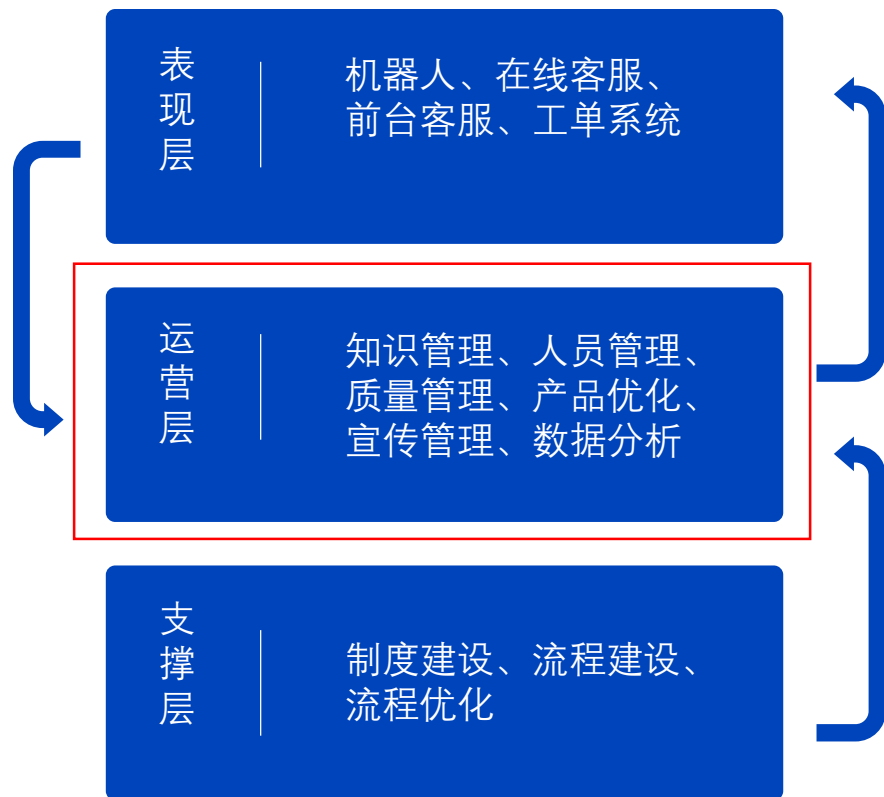 表现层
机器人、在线客服、
前台客服、工单系统
运营层
知识管理、人员管理、
质量管理、产品优化、
宣传管理、数据分析
支撑层
制度建设、流程建设、
流程优化